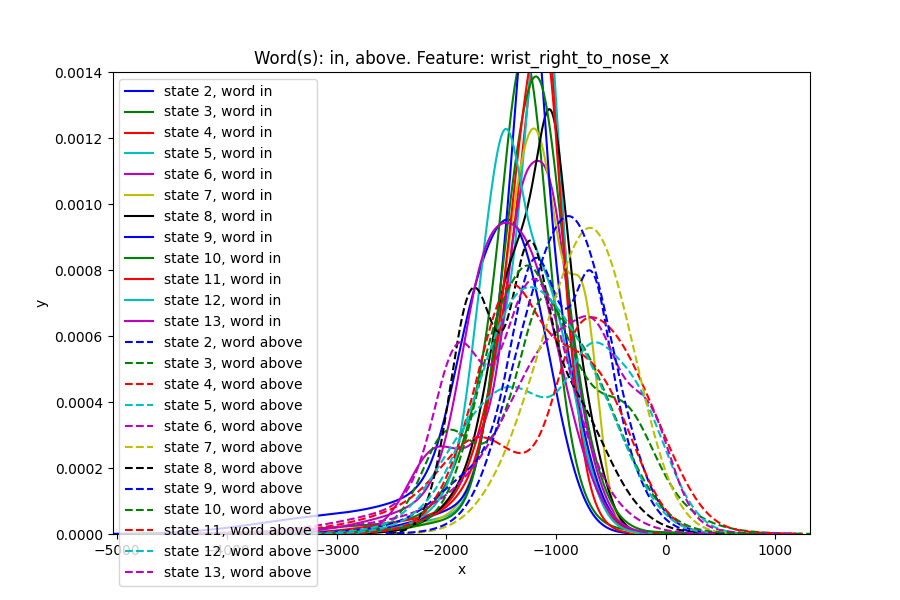 Word(s): in, above. Feature: wrist_right_to_nose_x
0.0014
0.0012
0.0010
0.0008
0.0006
0.0004
0.0002
0.0000
y
state 2, word in
state 3, word in
state 4, word in
state 5, word in
state 6, word in
state 7, word in
state 8, word in
state 9, word in
state 10, word in
state 11, word in
state 12, word in
state 13, word in
state 2, word above
state 3, word above
state 4, word above
state 5, word above
state 6, word above
state 7, word above
state 8, word above
state 9, word above
state 10, word above
state 11, word above
state 12, word above
state 13, word above
−5000 −4000 −3000 −2000 −1000 0 1000
x